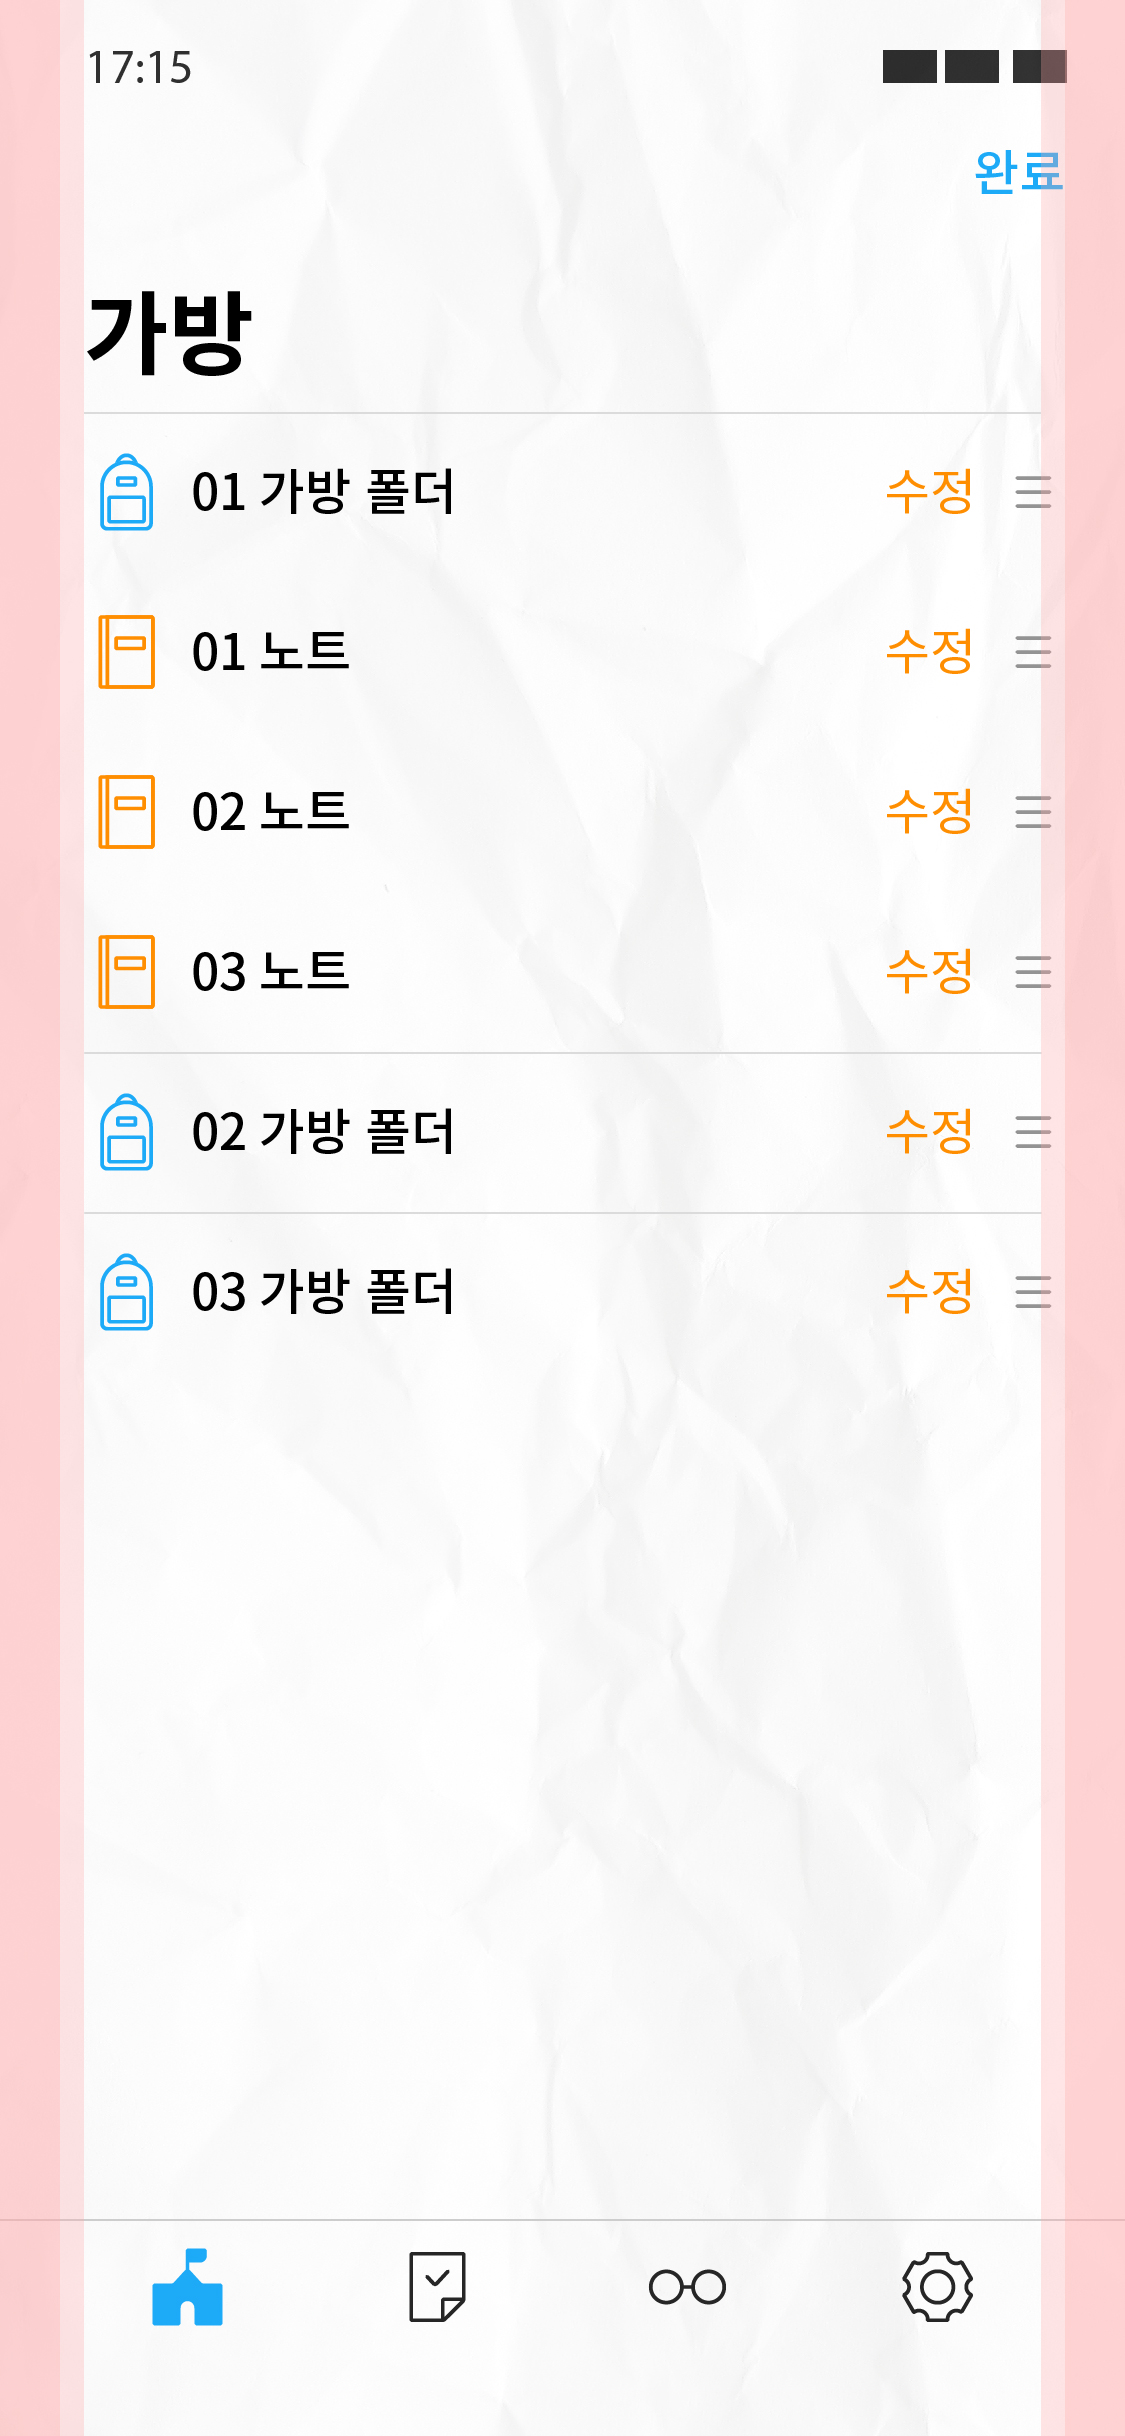 17:15
완료
가방
01 가방 폴더 수정
01 노트 수정
02 노트 수정
03 노트 수정
02 가방 폴더 수정
03 가방 폴더 수정